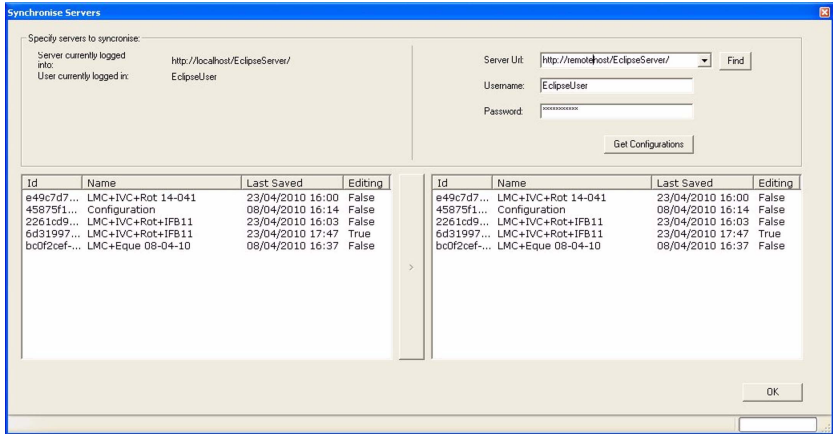 Synchronise Servers
Specify servers to syncronise:
Server currently logged into: http://localhost/EclipseServer/
User currently logged in: EclipseUser
Server Url: http://remotehost/EclipseServer/ Find
Username: EclipseUser
Password: xxxxxxxxxxx
Get Configurations
Id Name Last Saved Editing
e49c7d7... LMC+IVC+Rot 14-041 23/04/2010 16:00 False
45875f1... Configuration 08/04/2010 16:14 False
2261cd9... LMC+IVC+Rot+IFB11 23/04/2010 16:03 False
6d31997... LMC+IVC+Rot+IFB11 23/04/2010 17:47 True
bc0f2cef-... LMC+Eque 08-04-10 08/04/2010 16:37 False
>
Id Name Last Saved Editing
e49c7d7... LMC+IVC+Rot 14-041 23/04/2010 16:00 False
45875f1... Configuration 08/04/2010 16:14 False
2261cd9... LMC+IVC+Rot+IFB11 23/04/2010 16:03 False
6d31997... LMC+IVC+Rot+IFB11 23/04/2010 17:47 True
bc0f2cef-... LMC+Eque 08-04-10 08/04/2010 16:37 False
OK